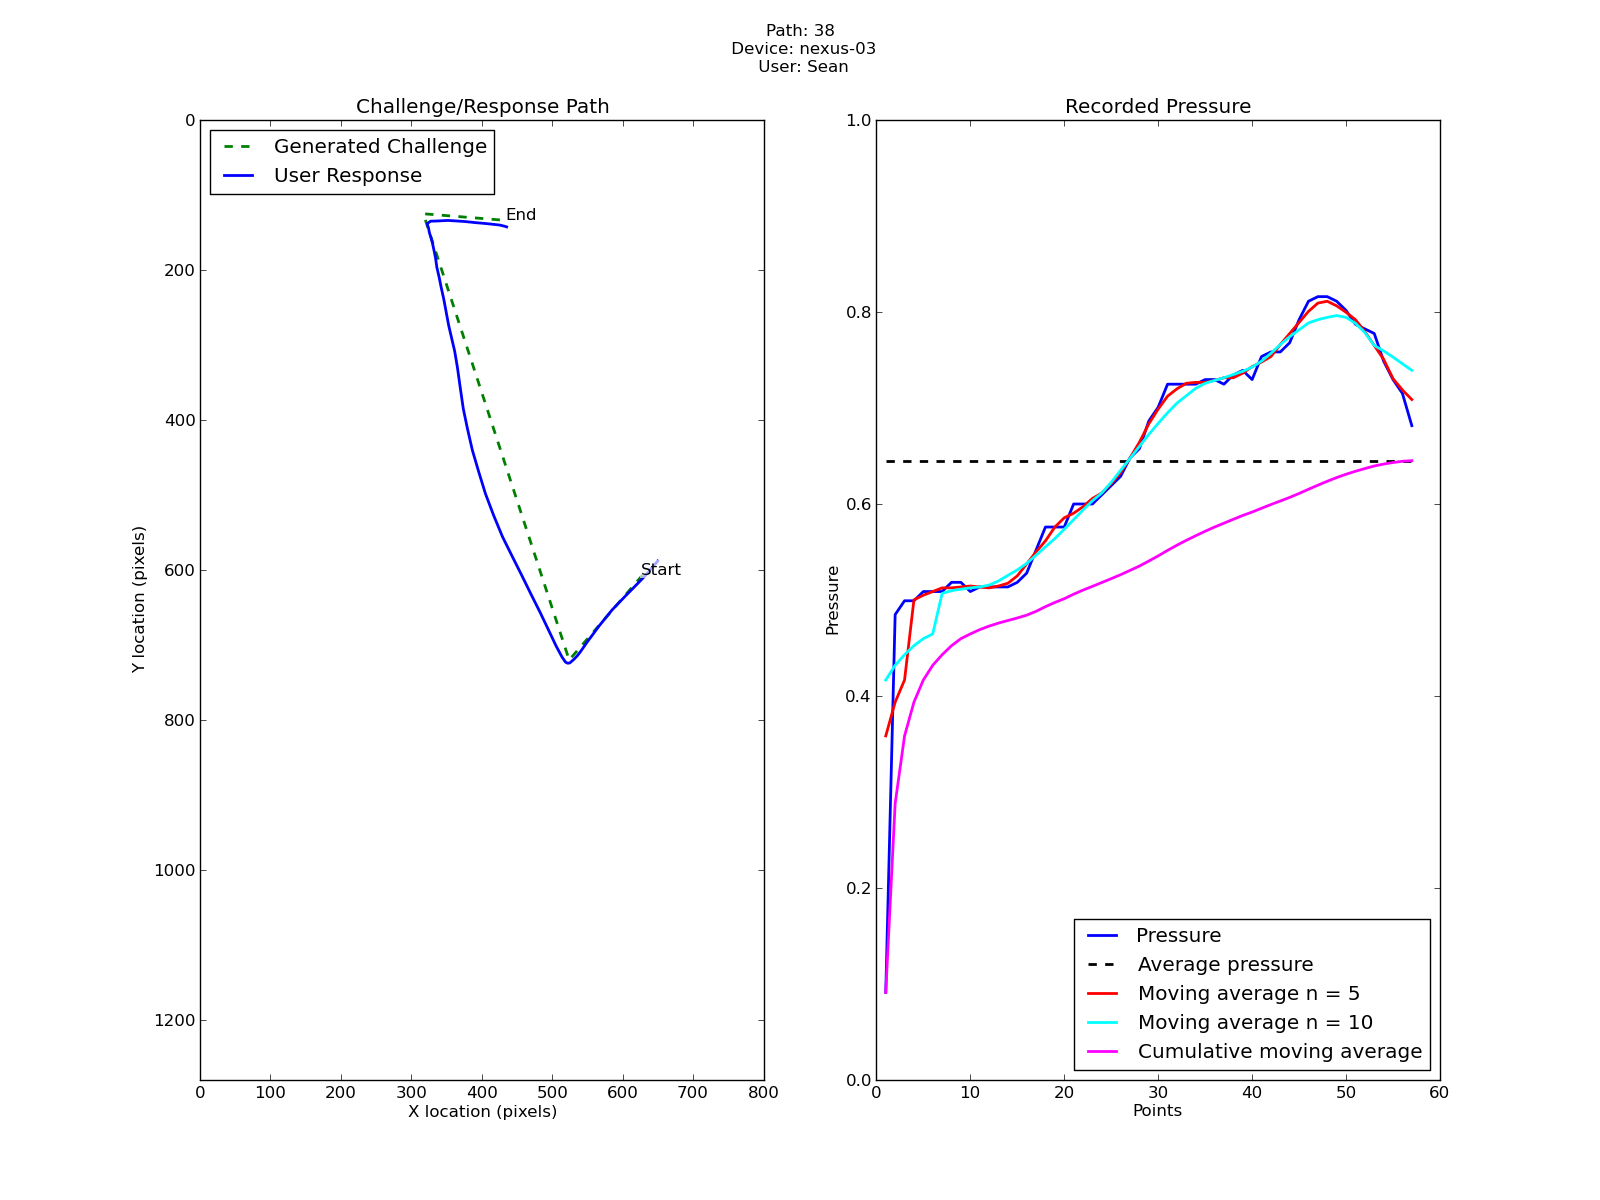 Path: 38
Device: nexus-03
User: Sean
Challenge/Response Path
0
200
400
600
800
1000
1200
Y location (pixels)
Generated Challenge
User Response
End
Start
0 100 200 300 400 500 600 700 800
X location (pixels)
Recorded Pressure
1.0
0.8
0.6
0.4
0.2
0.0
Pressure
Pressure
Average pressure
Moving average n = 5
Moving average n = 10
Cumulative moving average
0 10 20 30 40 50 60
Points